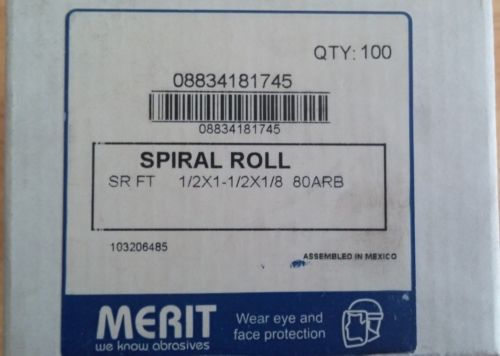 QTY: 100
08834181745
08834181745
SPIRAL ROLL
SR FT 1/2X1-1/2X1/8 80ARB
103206485
ASSEMBLED IN MEXICO
MERIT
we know abrasives
Wear eye and
face protection